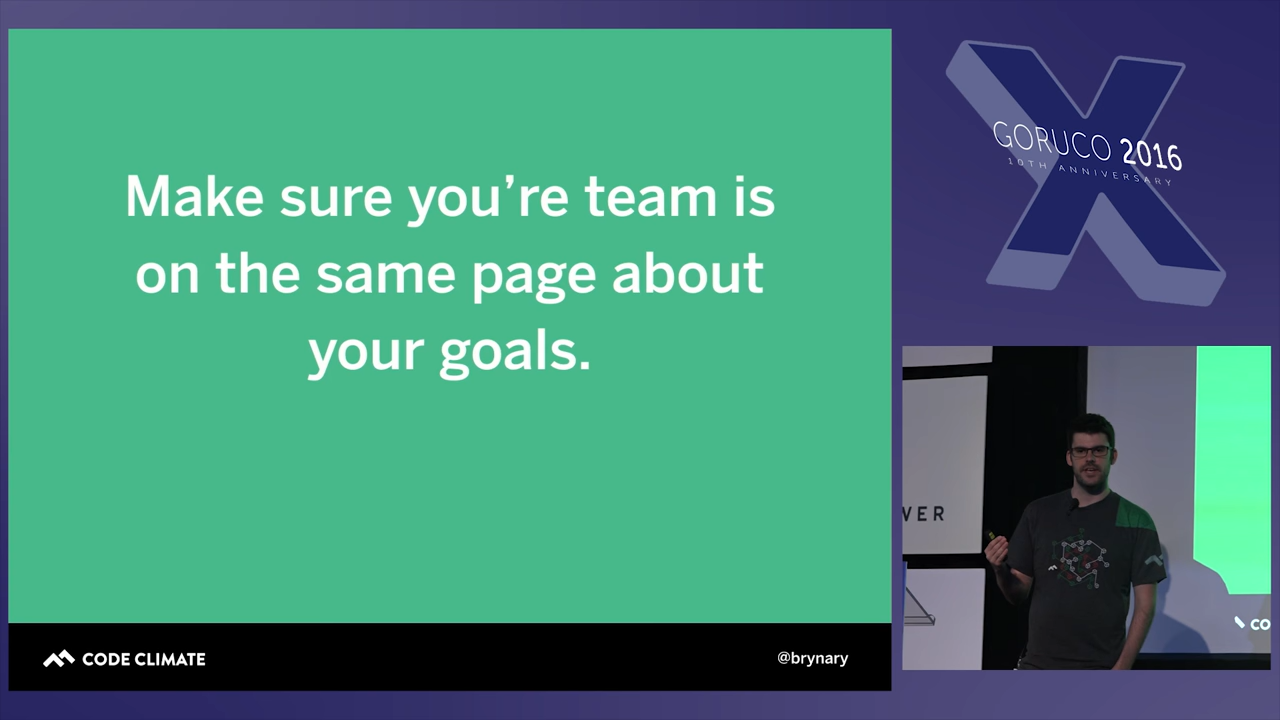 Make sure you’re team is
on the same page about
your goals.
CODE CLIMATE
@brynary
GORUCO 2016
10TH ANNIVERSARY
VER
CO